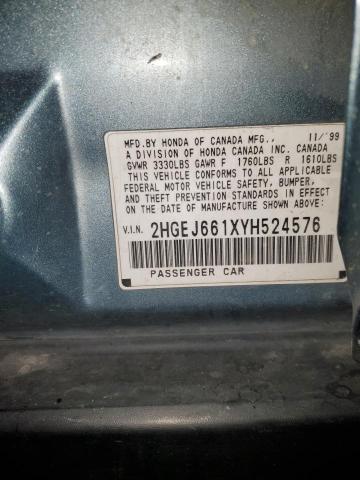 MFD. BY HONDA OF CANADA MFG., 11/'99
A DIVISION OF HONDA CANADA INC. CANADA
GVWR 3330LBS GAWR F 1760LBS R 1610LBS
THIS VEHICLE CONFORMS TO ALL APPLICABLE
FEDERAL MOTOR VEHICLE SAFETY, BUMPER,
AND THEFT PREVENTION STANDARDS IN EFFECT
ON THE DATE OF MANUFACTURE SHOWN ABOVE:
V.I.N. 2HGEJ661XYH524576
PASSENGER CAR